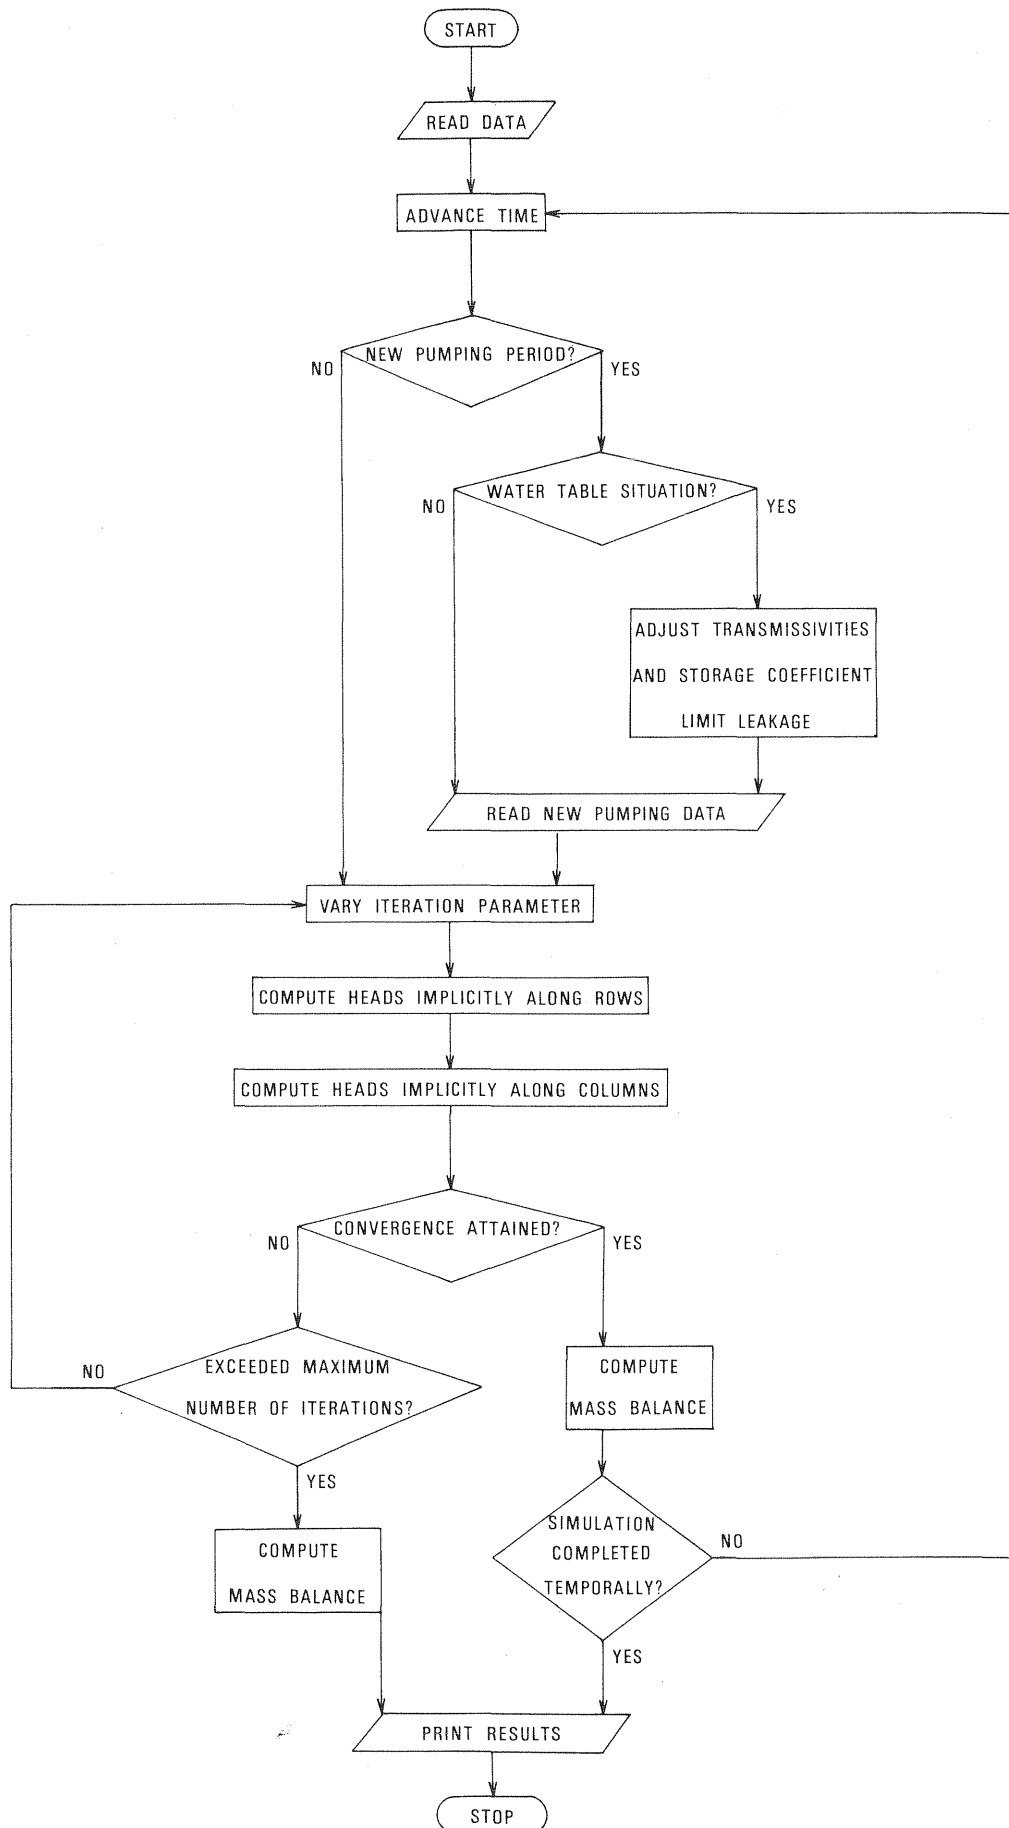 START
READ DATA
ADVANCE TIME
NEW PUMPING PERIOD?
NO
YES
WATER TABLE SITUATION?
NO
YES
ADJUST TRANSMISSIVITIES
AND STORAGE COEFFICIENT
LIMIT LEAKAGE
READ NEW PUMPING DATA
VARY ITERATION PARAMETER
COMPUTE HEADS IMPLICITLY ALONG ROWS
COMPUTE HEADS IMPLICITLY ALONG COLUMNS
CONVERGENCE ATTAINED?
NO
YES
EXCEEDED MAXIMUM
NUMBER OF ITERATIONS?
NO
YES
COMPUTE
MASS BALANCE
COMPUTE
MASS BALANCE
SIMULATION
COMPLETED
TEMPORALLY?
NO
YES
PRINT RESULTS
STOP